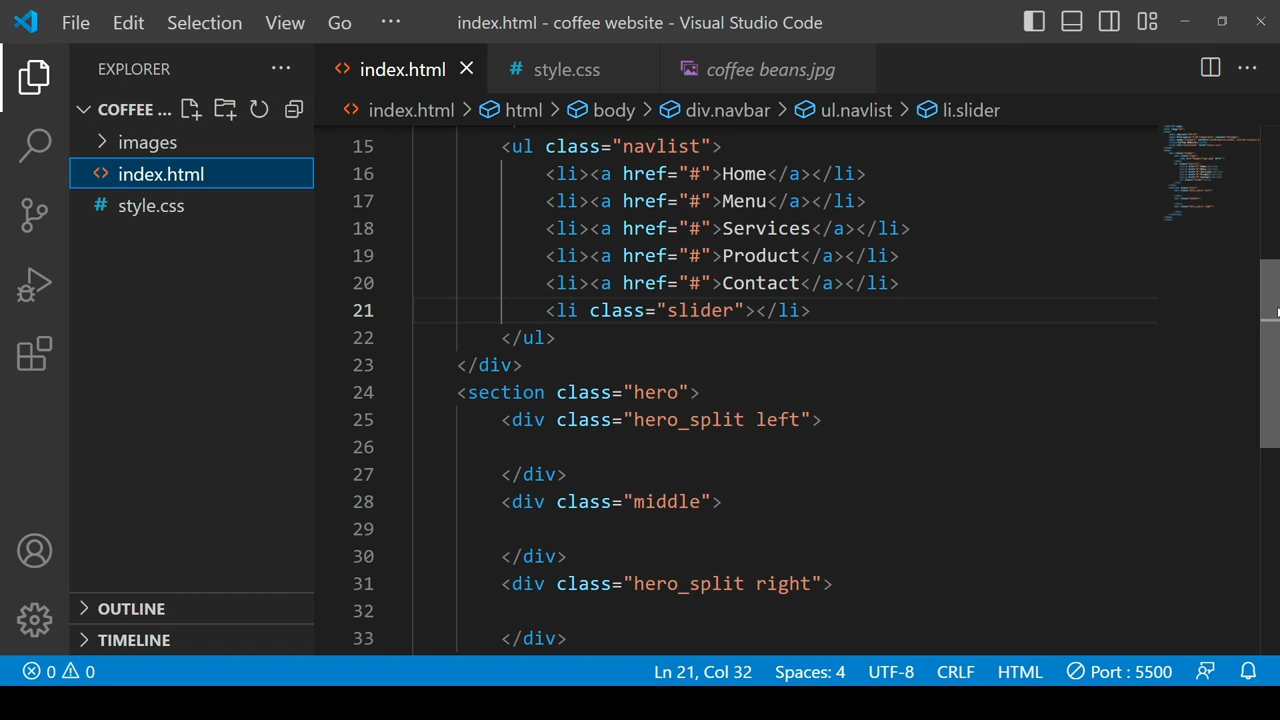 File Edit Selection View Go ··· index.html - coffee website - Visual Studio Code
EXPLORER ···
index.html # style.css coffee beans.jpg ···
COFFEE ...
index.html > html > body > div.navbar > ul.navlist > li.slider
images
index.html
# style.css
15 <ul class="navlist">
16 <li><a href="#">Home</a></li>
17 <li><a href="#">Menu</a></li>
18 <li><a href="#">Services</a></li>
19 <li><a href="#">Product</a></li>
20 <li><a href="#">Contact</a></li>
21 <li class="slider"></li>
22 </ul>
23 </div>
24 <section class="hero">
25 <div class="hero_split left">
26
27 </div>
28 <div class="middle">
29
30 </div>
31 <div class="hero_split right">
32
33 </div>
OUTLINE
TIMELINE
0 0 Ln 21, Col 32 Spaces: 4 UTF-8 CRLF HTML Port : 5500